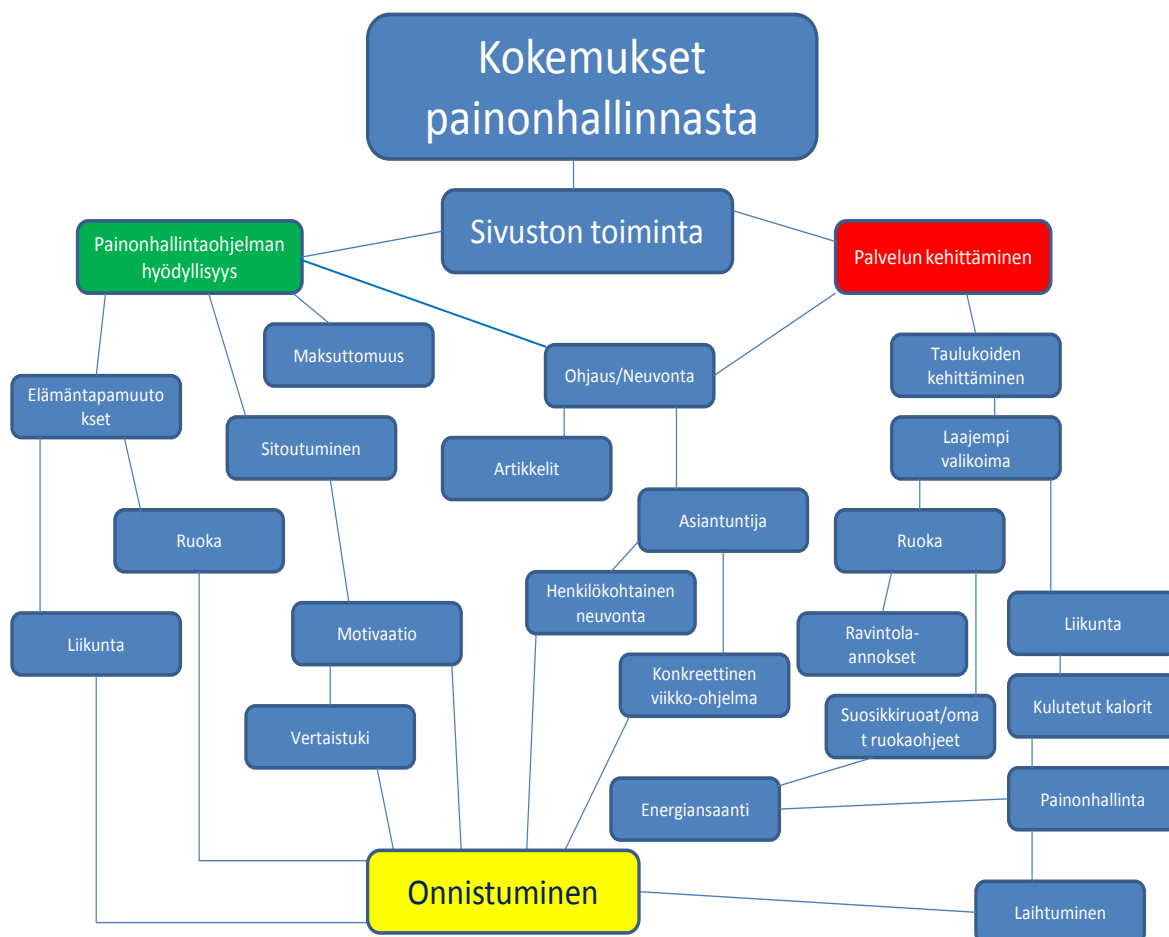 Kokemukset
painonhallinnasta
Sivuston toiminta
Painonhallintaohjelman
hyödyllisyys
Palvelun kehittäminen
Maksuttomuus
Ohjaus/Neuvonta
Taulukoiden
kehittäminen
Elämäntapamuuto
kset
Sitoutuminen
Artikkelit
Laajempi
valikoima
Ruoka
Asiantuntija
Ruoka
Henkilökohtainen
neuvonta
Liikunta
Motivaatio
Ravintola-
annokset
Liikunta
Konkreettinen
viikko-ohjelma
Vertaistuki
Suosikkiruoat/oma
t ruokaohjeet
Kulutetut kalorit
Energiansaanti
Painonhallinta
Onnistuminen
Laihtuminen